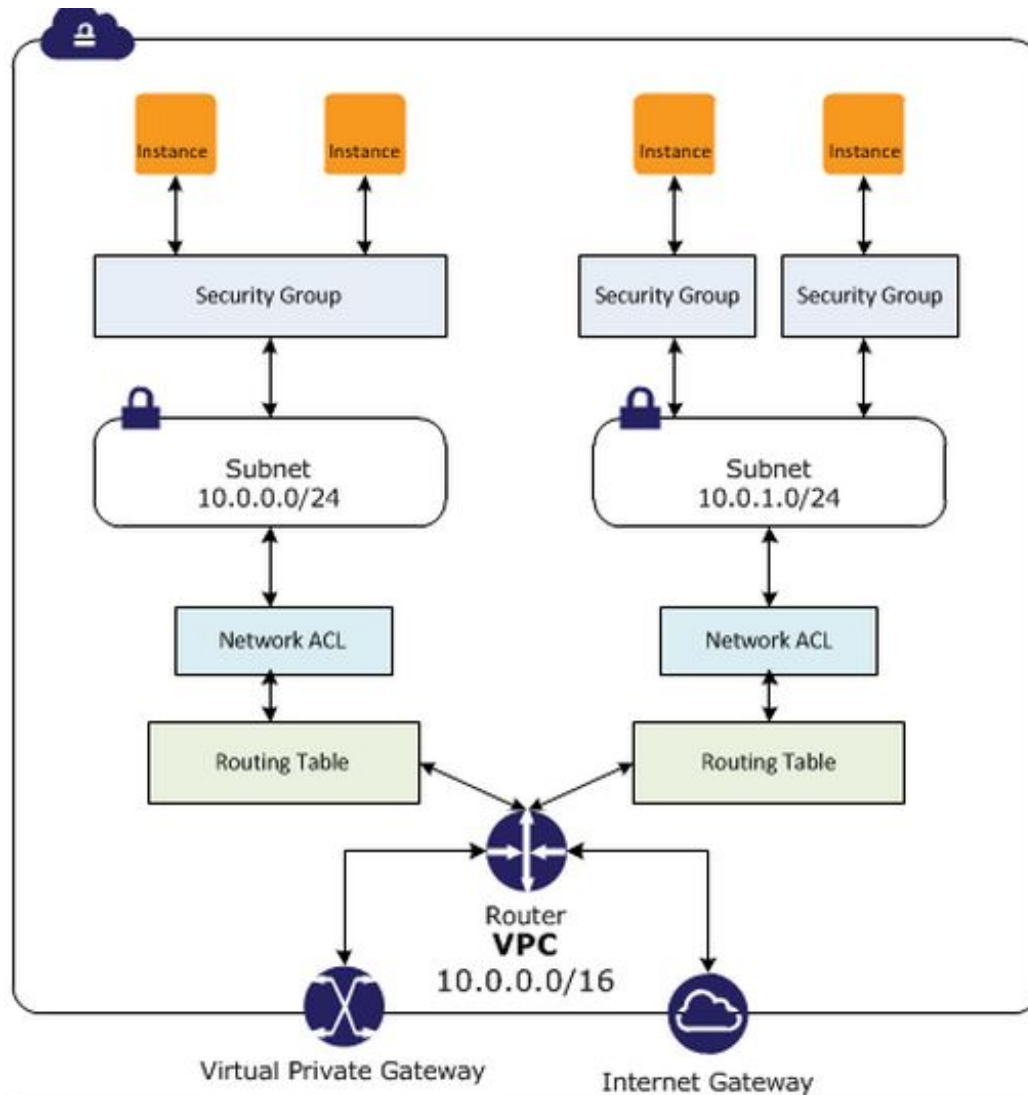 Instance
Instance
Instance
Instance
Security Group
Security Group
Security Group
Subnet
10.0.0.0/24
Subnet
10.0.1.0/24
Network ACL
Network ACL
Routing Table
Routing Table
Router
VPC
10.0.0.0/16
Virtual Private Gateway
Internet Gateway